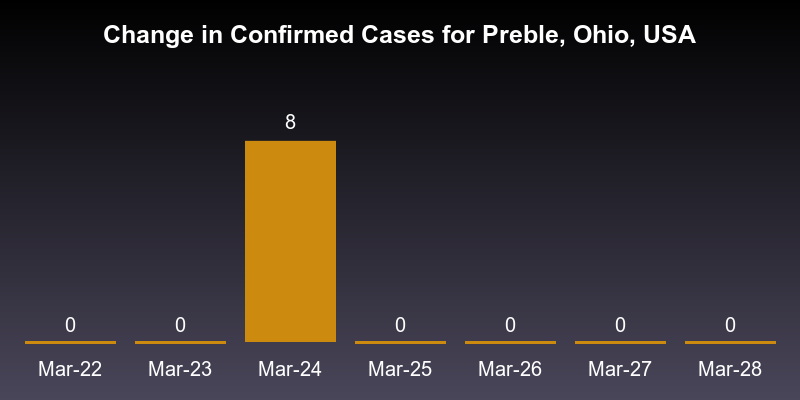 Change in Confirmed Cases for Preble, Ohio, USA
8
0 0 0 0 0 0
Mar-22 Mar-23 Mar-24 Mar-25 Mar-26 Mar-27 Mar-28